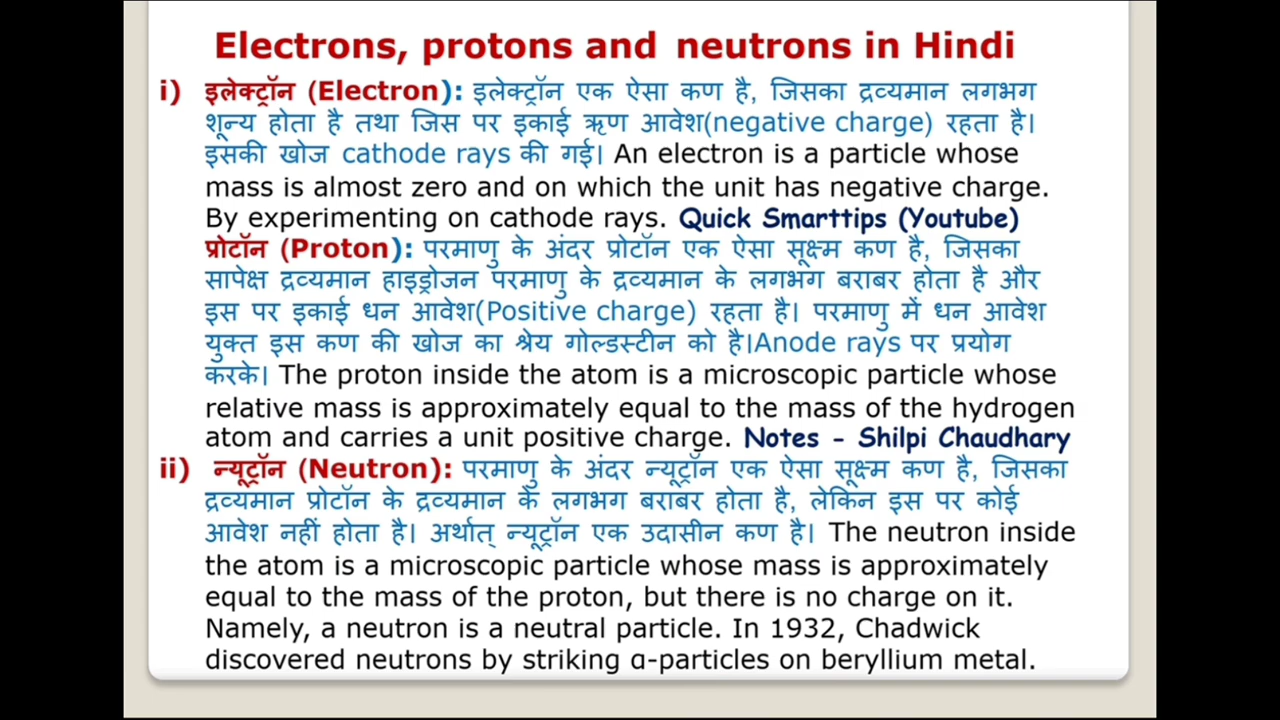 Electrons, protons and neutrons in Hindi
i) इलेक्ट्रॉन (Electron): इलेक्ट्रॉन एक ऐसा कण है, जिसका द्रव्यमान लगभग
शून्य होता है तथा जिस पर इकाई ऋण आवेश(negative charge) रहता है।
इसकी खोज cathode rays की गई। An electron is a particle whose
mass is almost zero and on which the unit has negative charge.
By experimenting on cathode rays. Quick Smarttips (Youtube)
प्रोटॉन (Proton): परमाणु के अंदर प्रोटॉन एक ऐसा सूक्ष्म कण है, जिसका
सापेक्ष द्रव्यमान हाइड्रोजन परमाणु के द्रव्यमान के लगभग बराबर होता है और
इस पर इकाई धन आवेश(Positive charge) रहता है। परमाणु में धन आवेश
युक्त इस कण की खोज का श्रेय गोल्डस्टीन को है।Anode rays पर प्रयोग
करके। The proton inside the atom is a microscopic particle whose
relative mass is approximately equal to the mass of the hydrogen
atom and carries a unit positive charge. Notes - Shilpi Chaudhary
ii) न्यूट्रॉन (Neutron): परमाणु के अंदर न्यूट्रॉन एक ऐसा सूक्ष्म कण है, जिसका
द्रव्यमान प्रोटॉन के द्रव्यमान के लगभग बराबर होता है, लेकिन इस पर कोई
आवेश नहीं होता है। अर्थात् न्यूट्रॉन एक उदासीन कण है। The neutron inside
the atom is a microscopic particle whose mass is approximately
equal to the mass of the proton, but there is no charge on it.
Namely, a neutron is a neutral particle. In 1932, Chadwick
discovered neutrons by striking α-particles on beryllium metal.